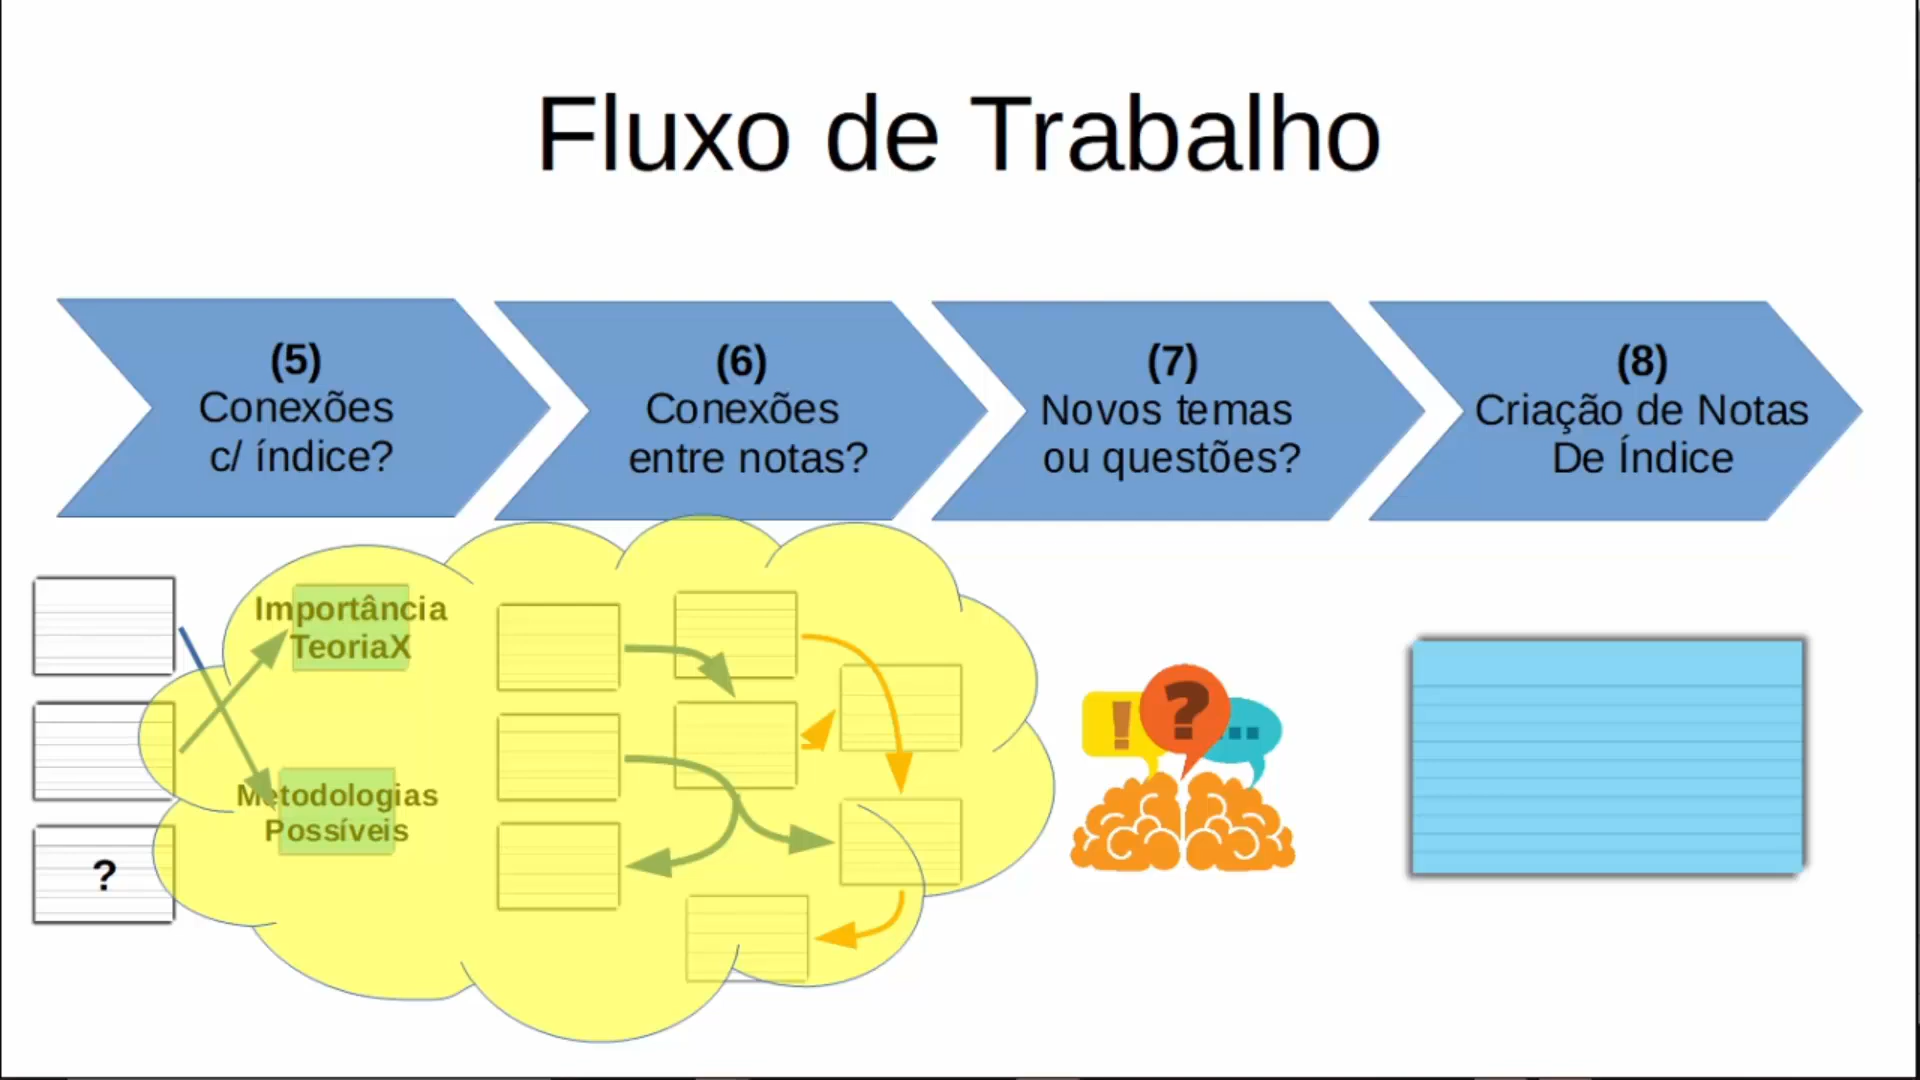 Fluxo de Trabalho
(5)
Conexões
c/ índice?
(6)
Conexões
entre notas?
(7)
Novos temas
ou questões?
(8)
Criação de Notas
De Índice
Importância
TeoriaX
Metodologias
Possíveis
?
!
?
...